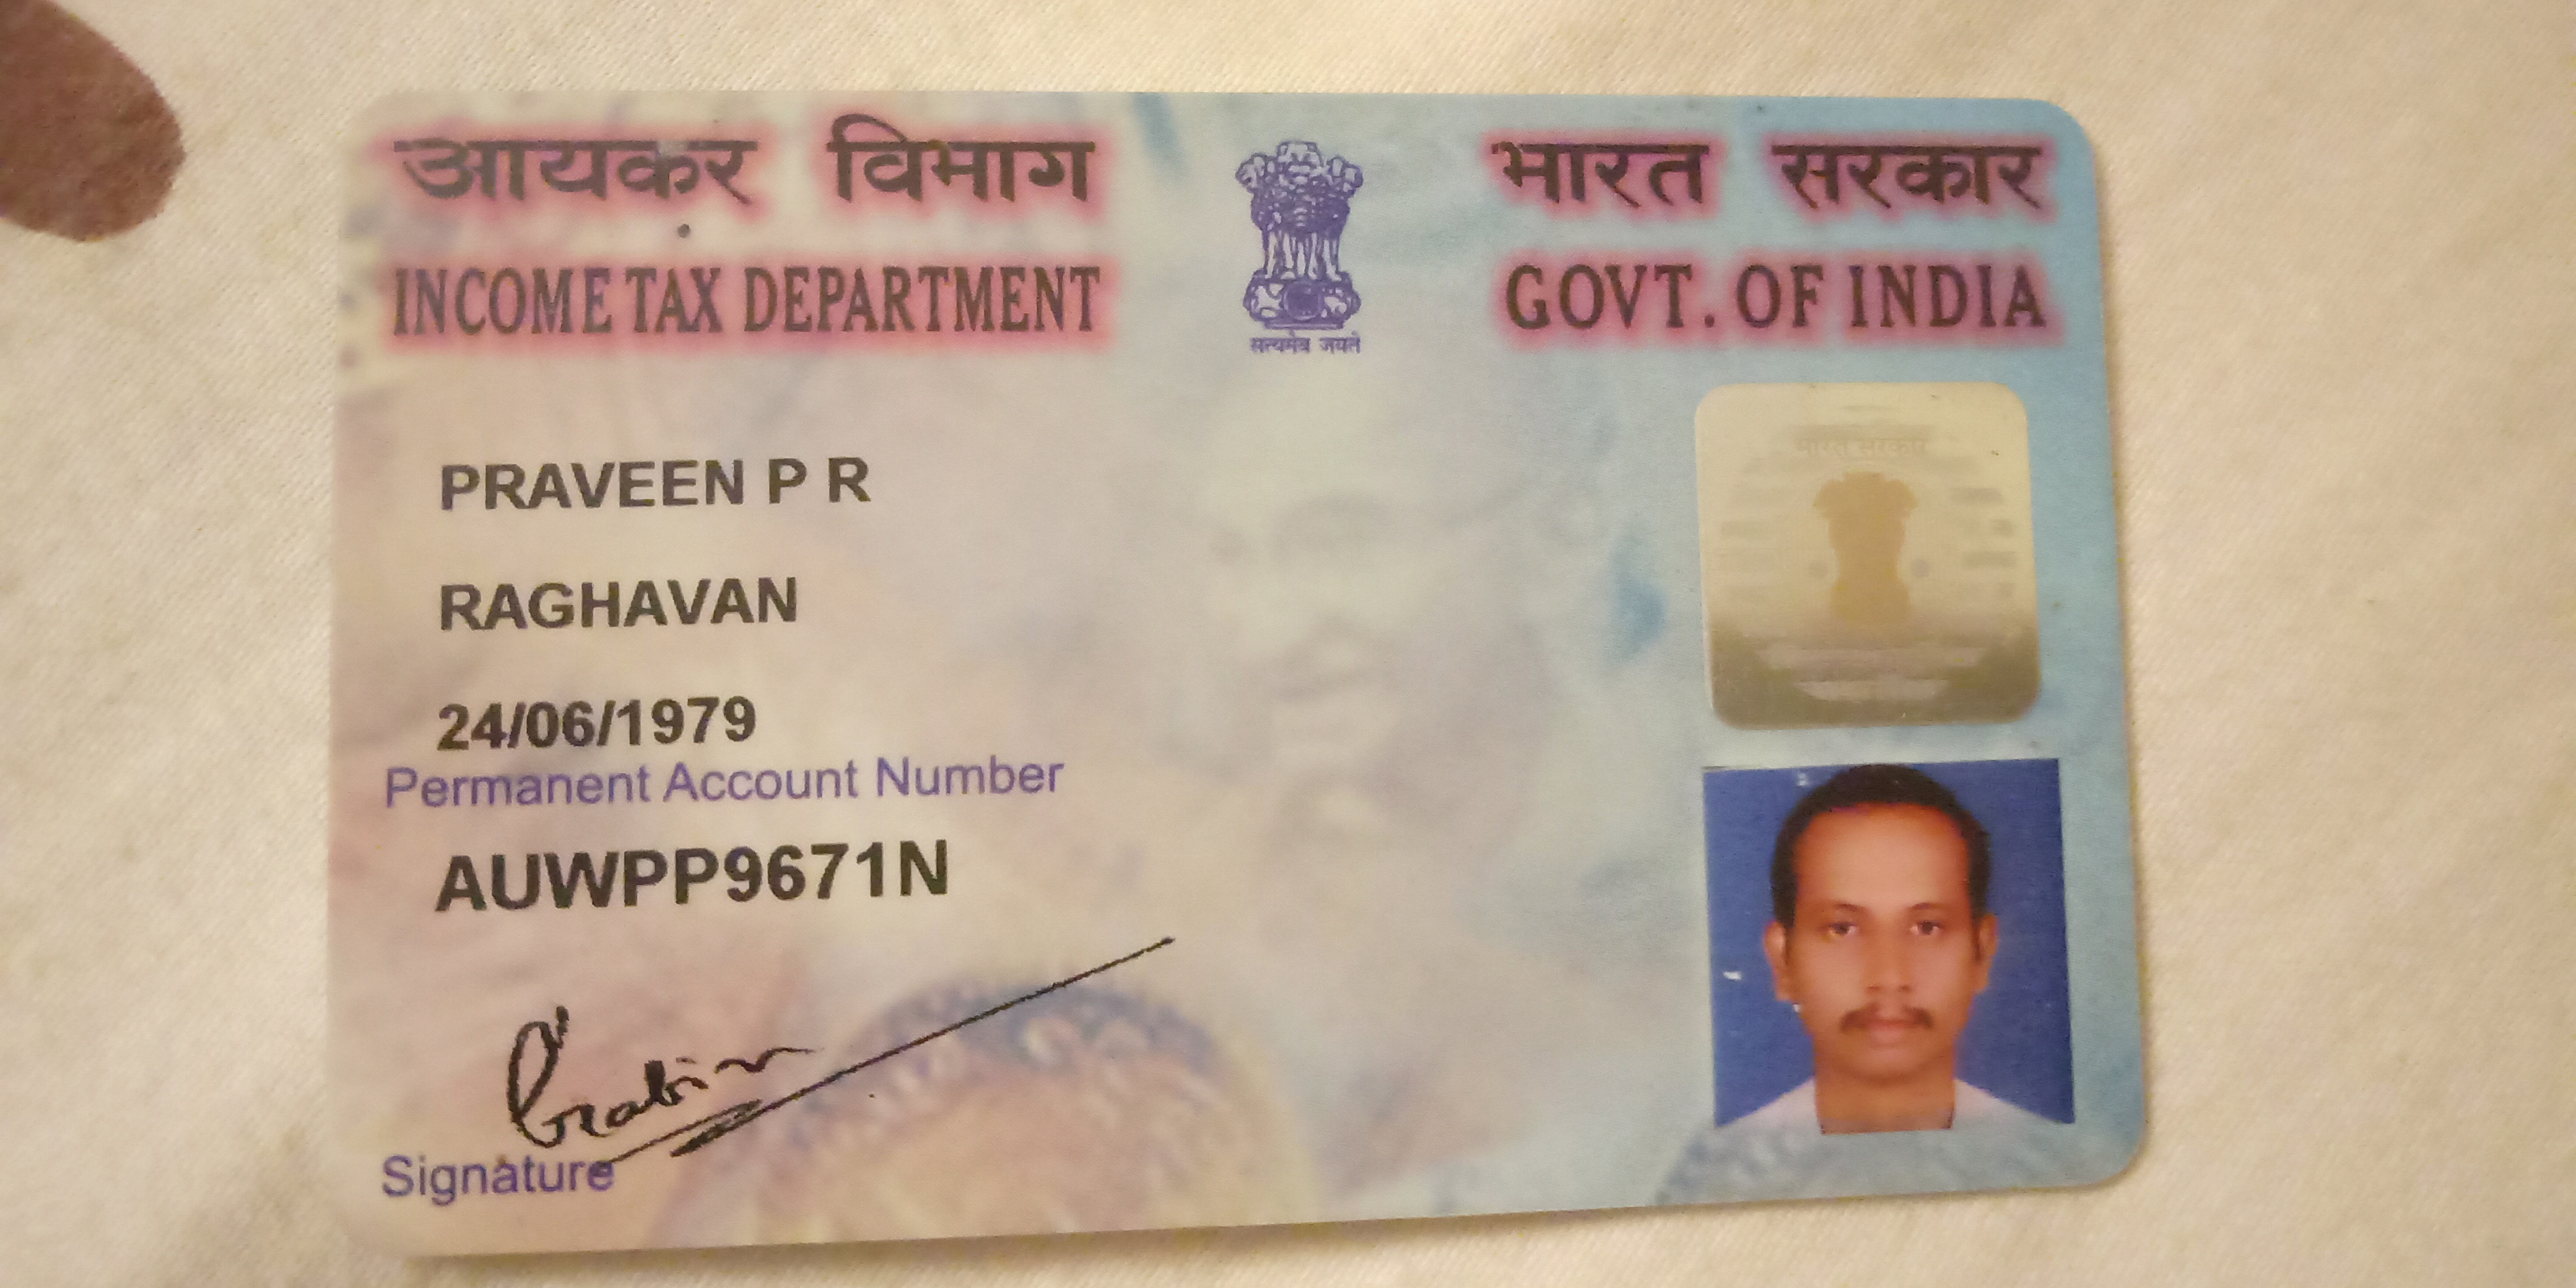 आयकर विभाग
INCOME TAX DEPARTMENT
सत्यमेव जयते
भारत सरकार
GOVT. OF INDIA
भारत सरकार
PRAVEEN P R
RAGHAVAN
24/06/1979
Permanent Account Number
AUWPP9671N
Signature